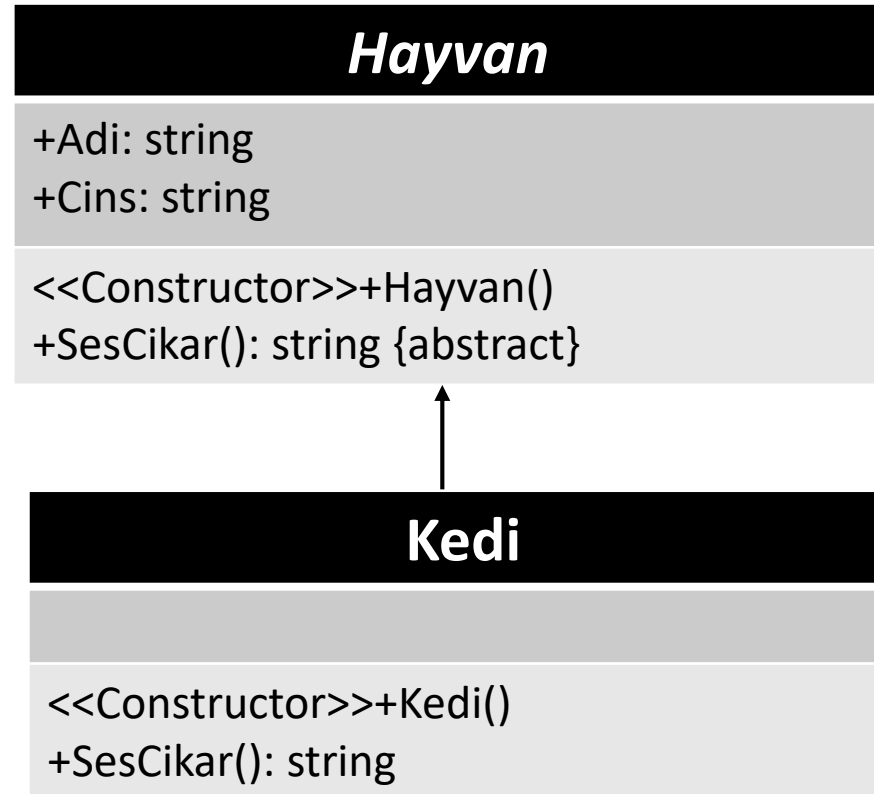 Hayvan
+Adi: string
+Cins: string
<<Constructor>>+Hayvan()
+SesCikar(): string {abstract}
Kedi
<<Constructor>>+Kedi()
+SesCikar(): string